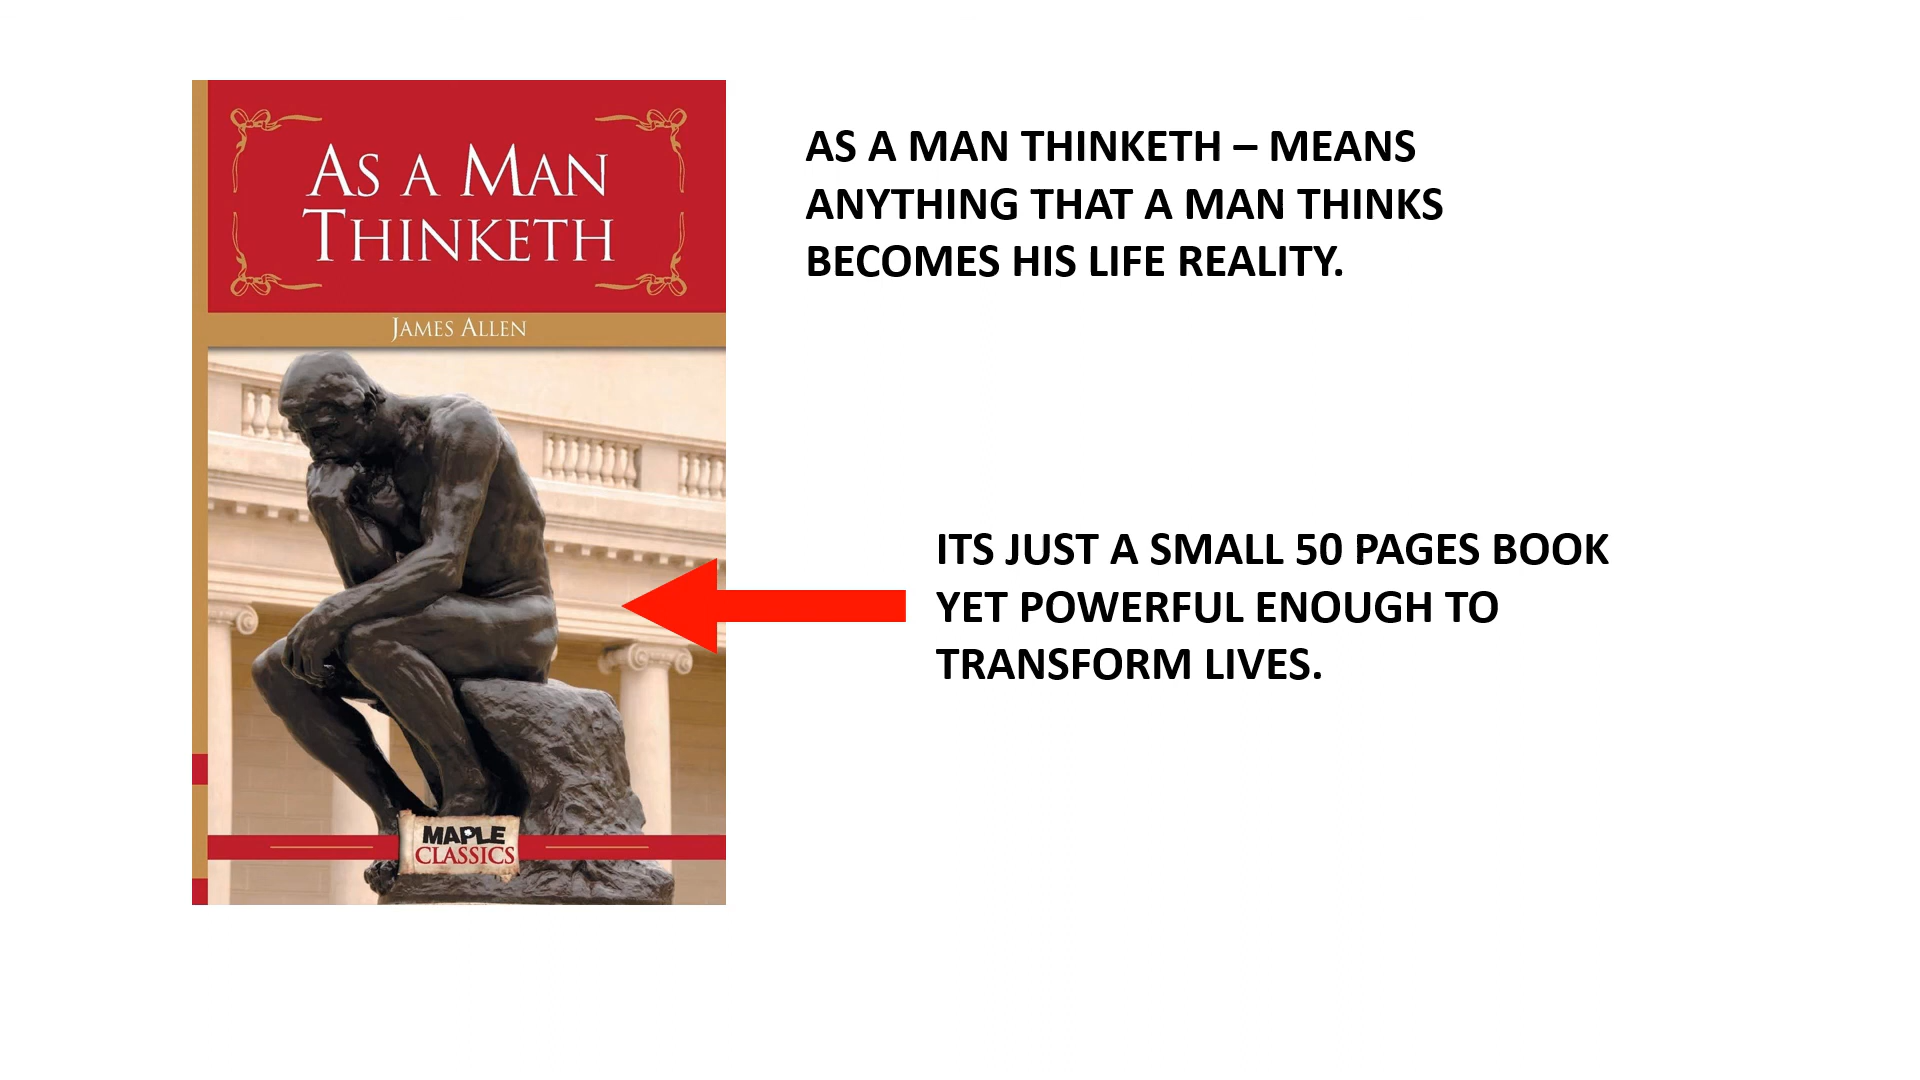 AS A MAN
THINKETH
JAMES ALLEN
MAPLE
CLASSICS
AS A MAN THINKETH – MEANS
ANYTHING THAT A MAN THINKS
BECOMES HIS LIFE REALITY.
ITS JUST A SMALL 50 PAGES BOOK
YET POWERFUL ENOUGH TO
TRANSFORM LIVES.